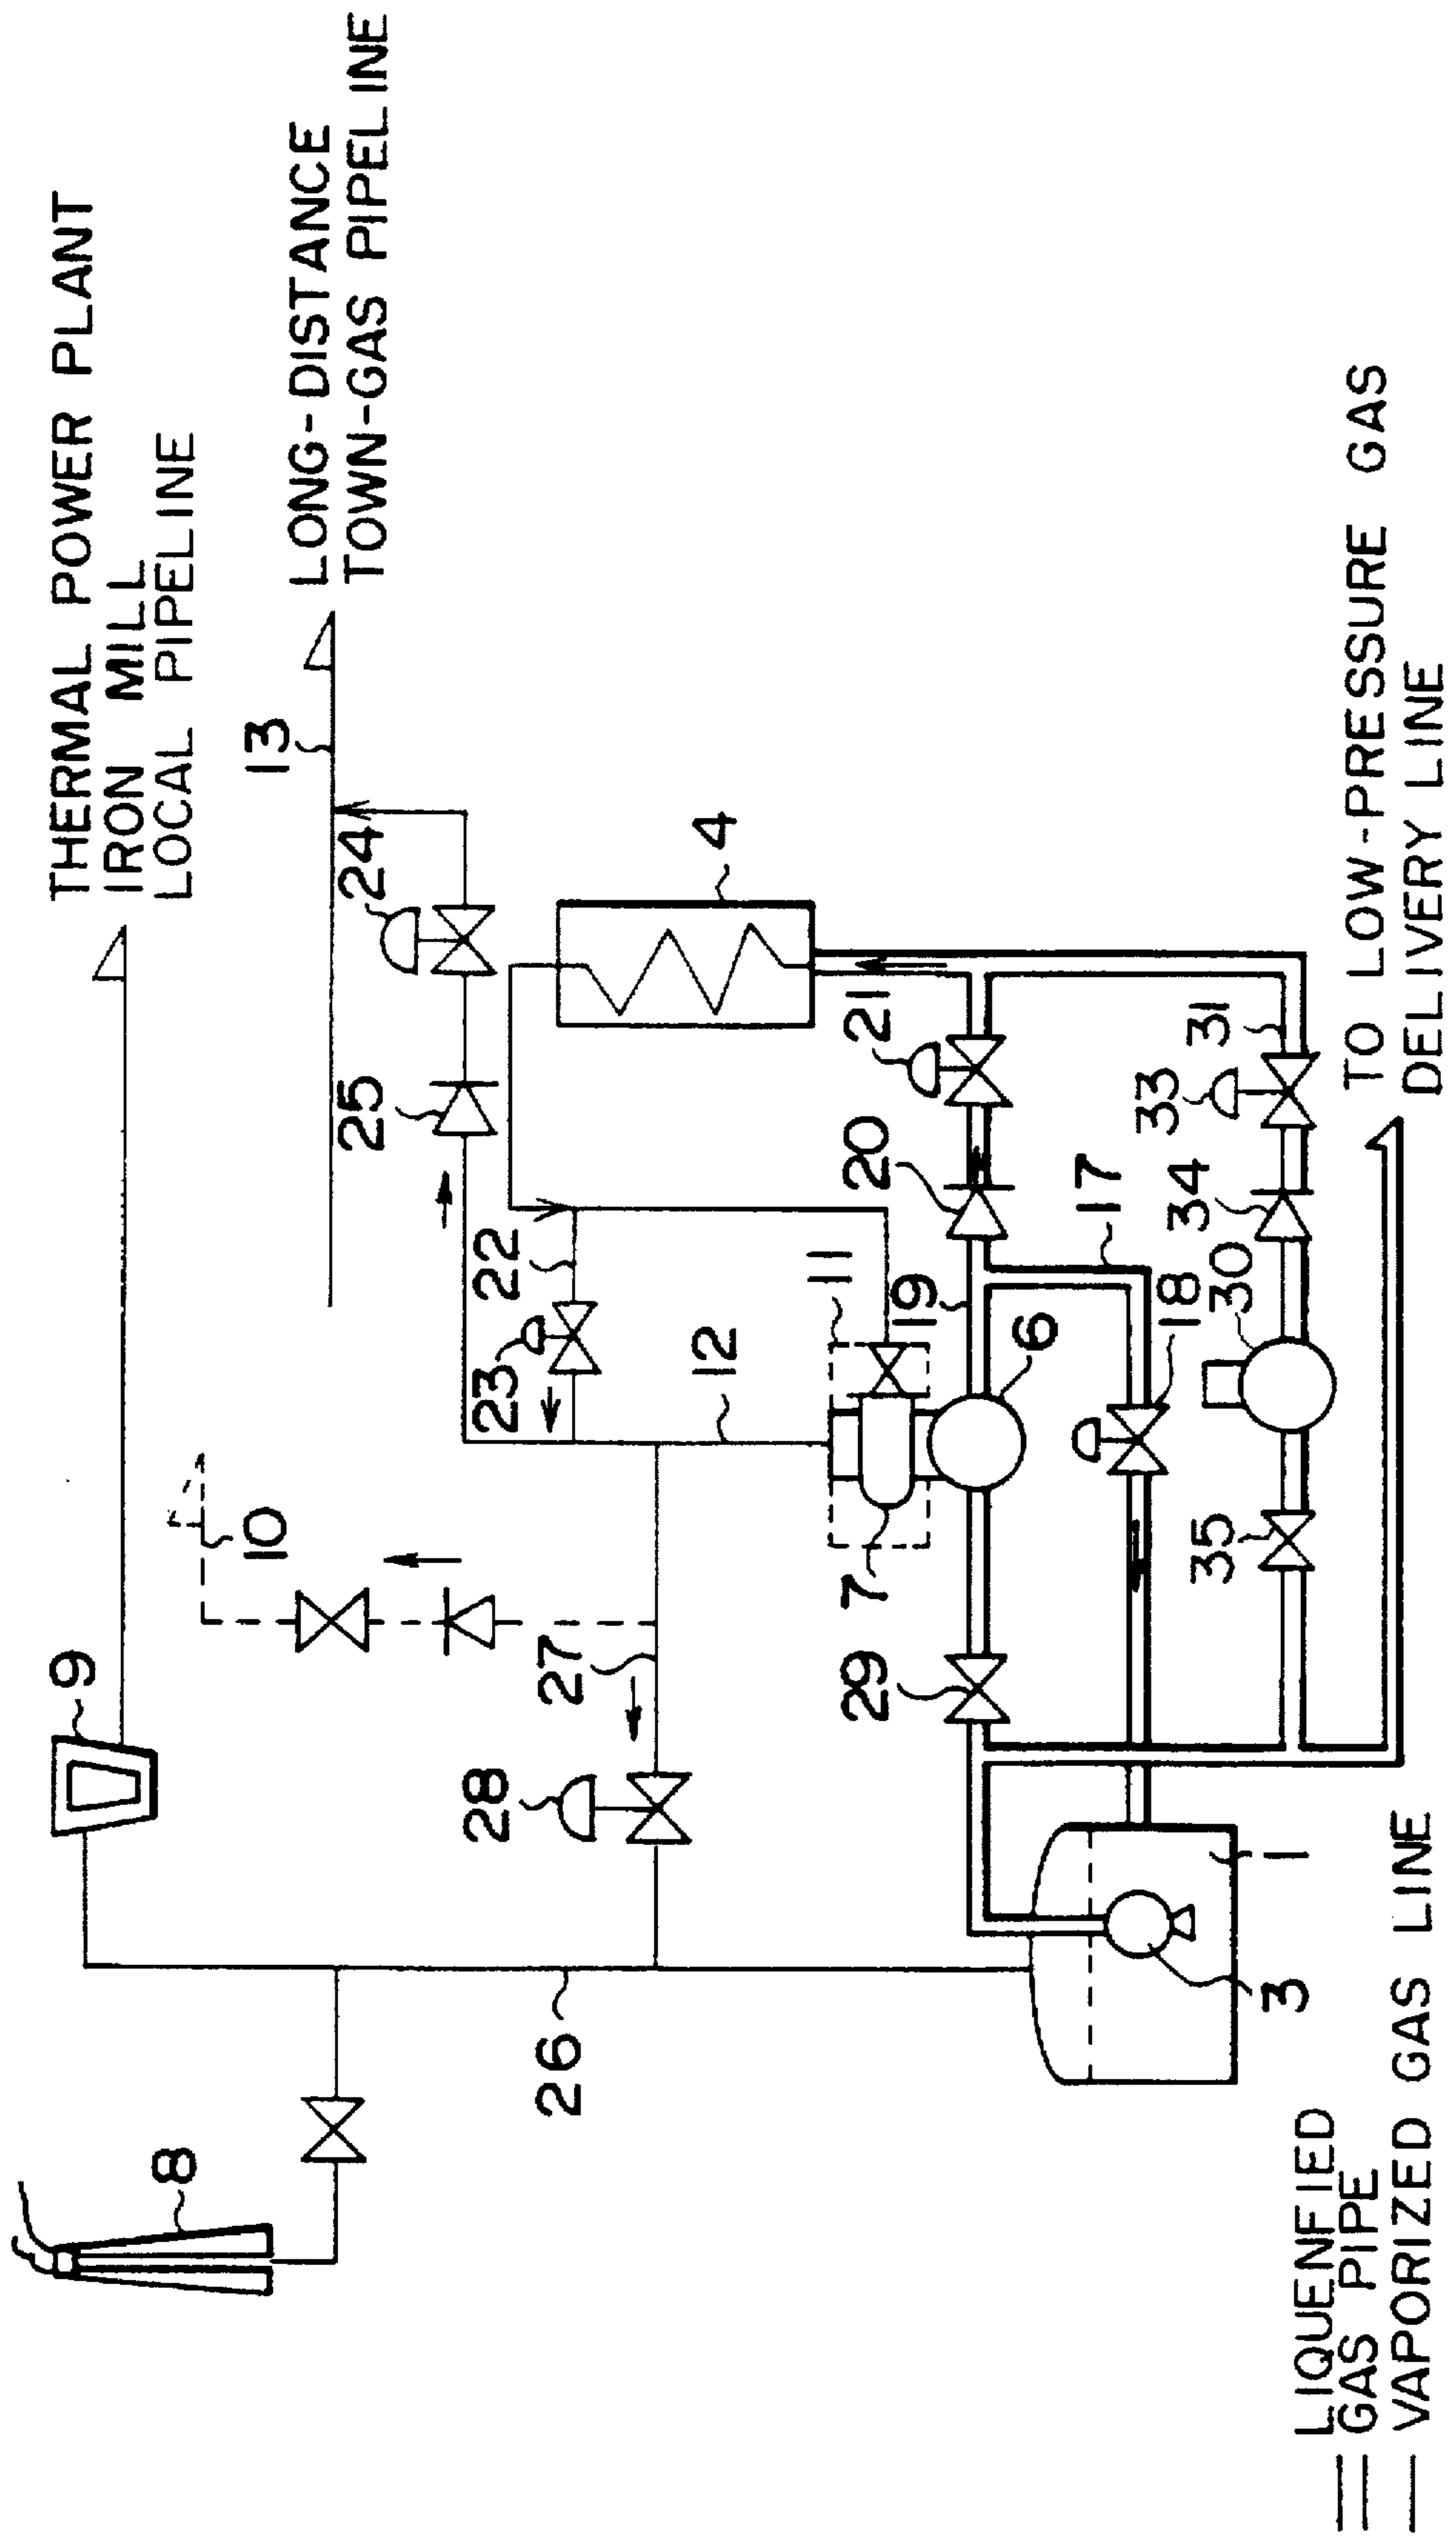 THERMAL POWER PLANT
IRON MILL
LOCAL PIPELINE
LONG-DISTANCE
TOWN-GAS PIPELINE
8
9
10
13
24
25
26
27
28
22
23
12
4
11
7
19
6
20
21
29
17
18
1
3
30
31
33
34
35
TO LOW-PRESSURE GAS
DELIVERY LINE
LIQUENFIED
GAS PIPE
VAPORIZED GAS LINE